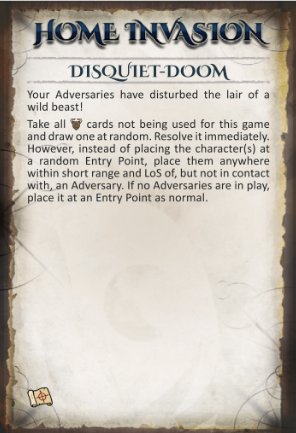 HOME INVASION
DISQUIET-DOOM
Your Adversaries have disturbed the lair of a
wild beast!
Take all cards not being used for this game
and draw one at random. Resolve it immediately.
However, instead of placing the character(s) at
a random Entry Point, place them anywhere
within short range and LoS of, but not in contact
with, an Adversary. If no Adversaries are in play,
place it at an Entry Point as normal.